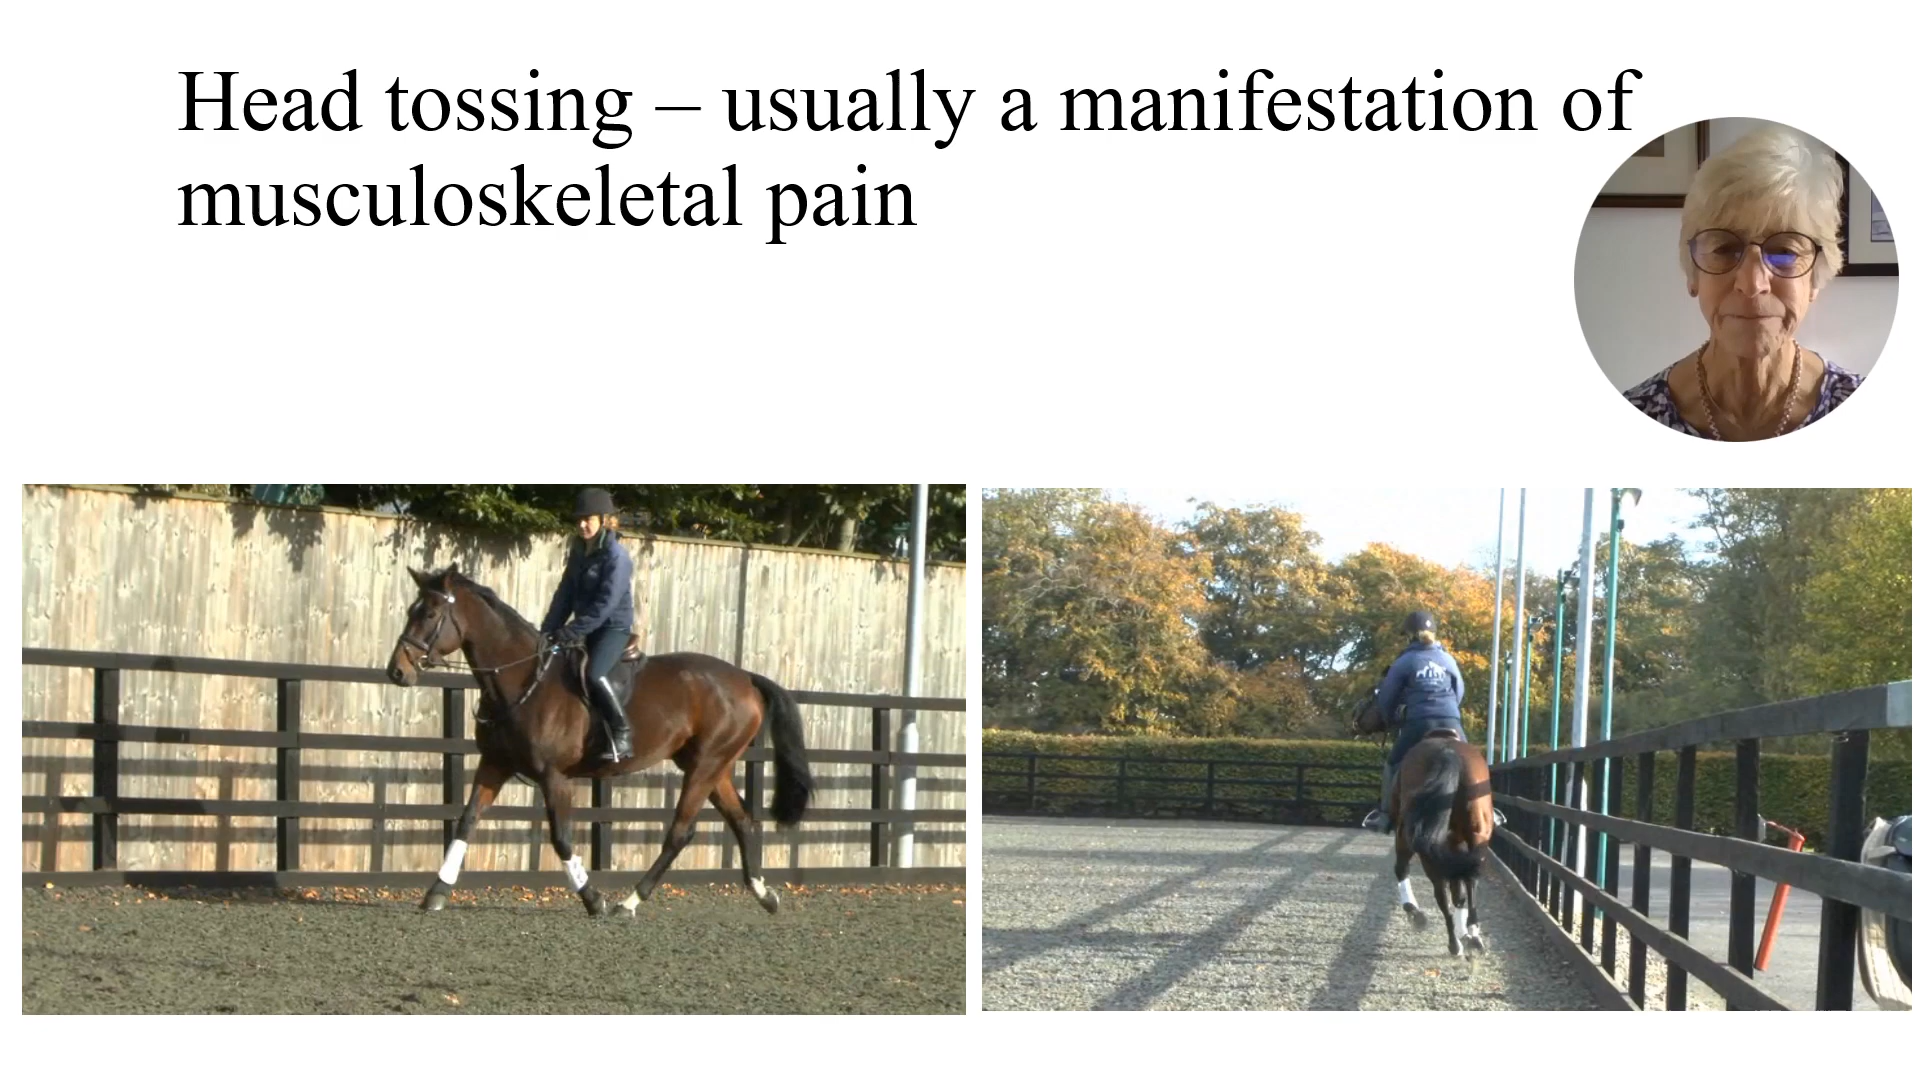 Head tossing – usually a manifestation of
musculoskeletal pain